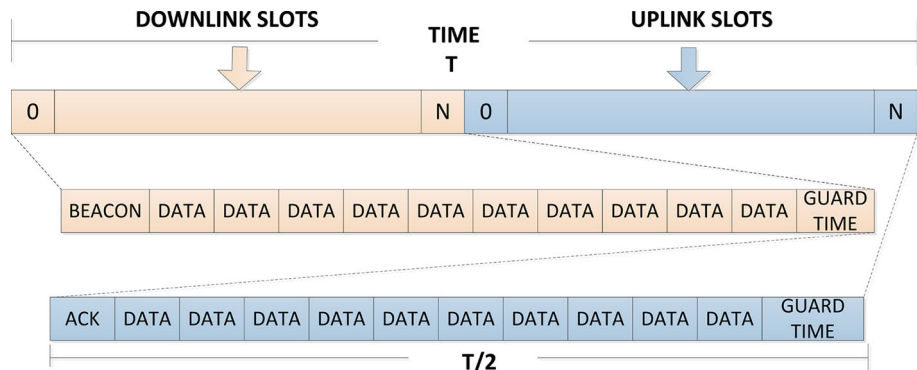 DOWNLINK SLOTS
UPLINK SLOTS
TIME
T
0
N
0
N
BEACON DATA DATA DATA DATA DATA DATA DATA DATA DATA DATA GUARD TIME
ACK DATA DATA DATA DATA DATA DATA DATA DATA DATA DATA GUARD TIME
T/2